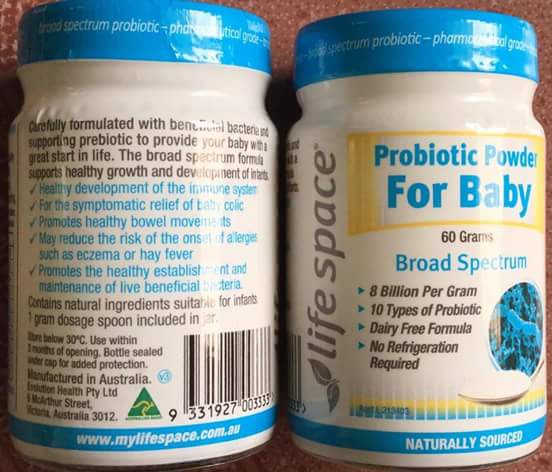 broad spectrum probiotic – pharmaceutical grade –
Carefully formulated with beneficial bacteria and
supporting prebiotic to provide your baby with a
great start in life. The broad spectrum formula
supports healthy growth and development of infants.
✓ Healthy development of the immune system
✓ For the symptomatic relief of baby colic
✓ Promotes healthy bowel movements
✓ May reduce the risk of the onset of allergies
such as eczema or hay fever
✓ Promotes the healthy establishment and
maintenance of live beneficial bacteria.
Contains natural ingredients suitable for infants.
1 gram dosage spoon included in jar.
Store below 30°C. Use within
3 months of opening. Bottle sealed
under cap for added protection.
Manufactured in Australia. v3
Evolution Health Pty Ltd
6 McArthur Street,
Victoria, Australia 3012.
9 331927 003333
www.mylifespace.com.au
broad spectrum probiotic – pharmaceutical grade –
life space®
Probiotic Powder
For Baby
60 Grams
Broad Spectrum
8 Billion Per Gram
10 Types of Probiotic
Dairy Free Formula
No Refrigeration
Required
NATURALLY SOURCED